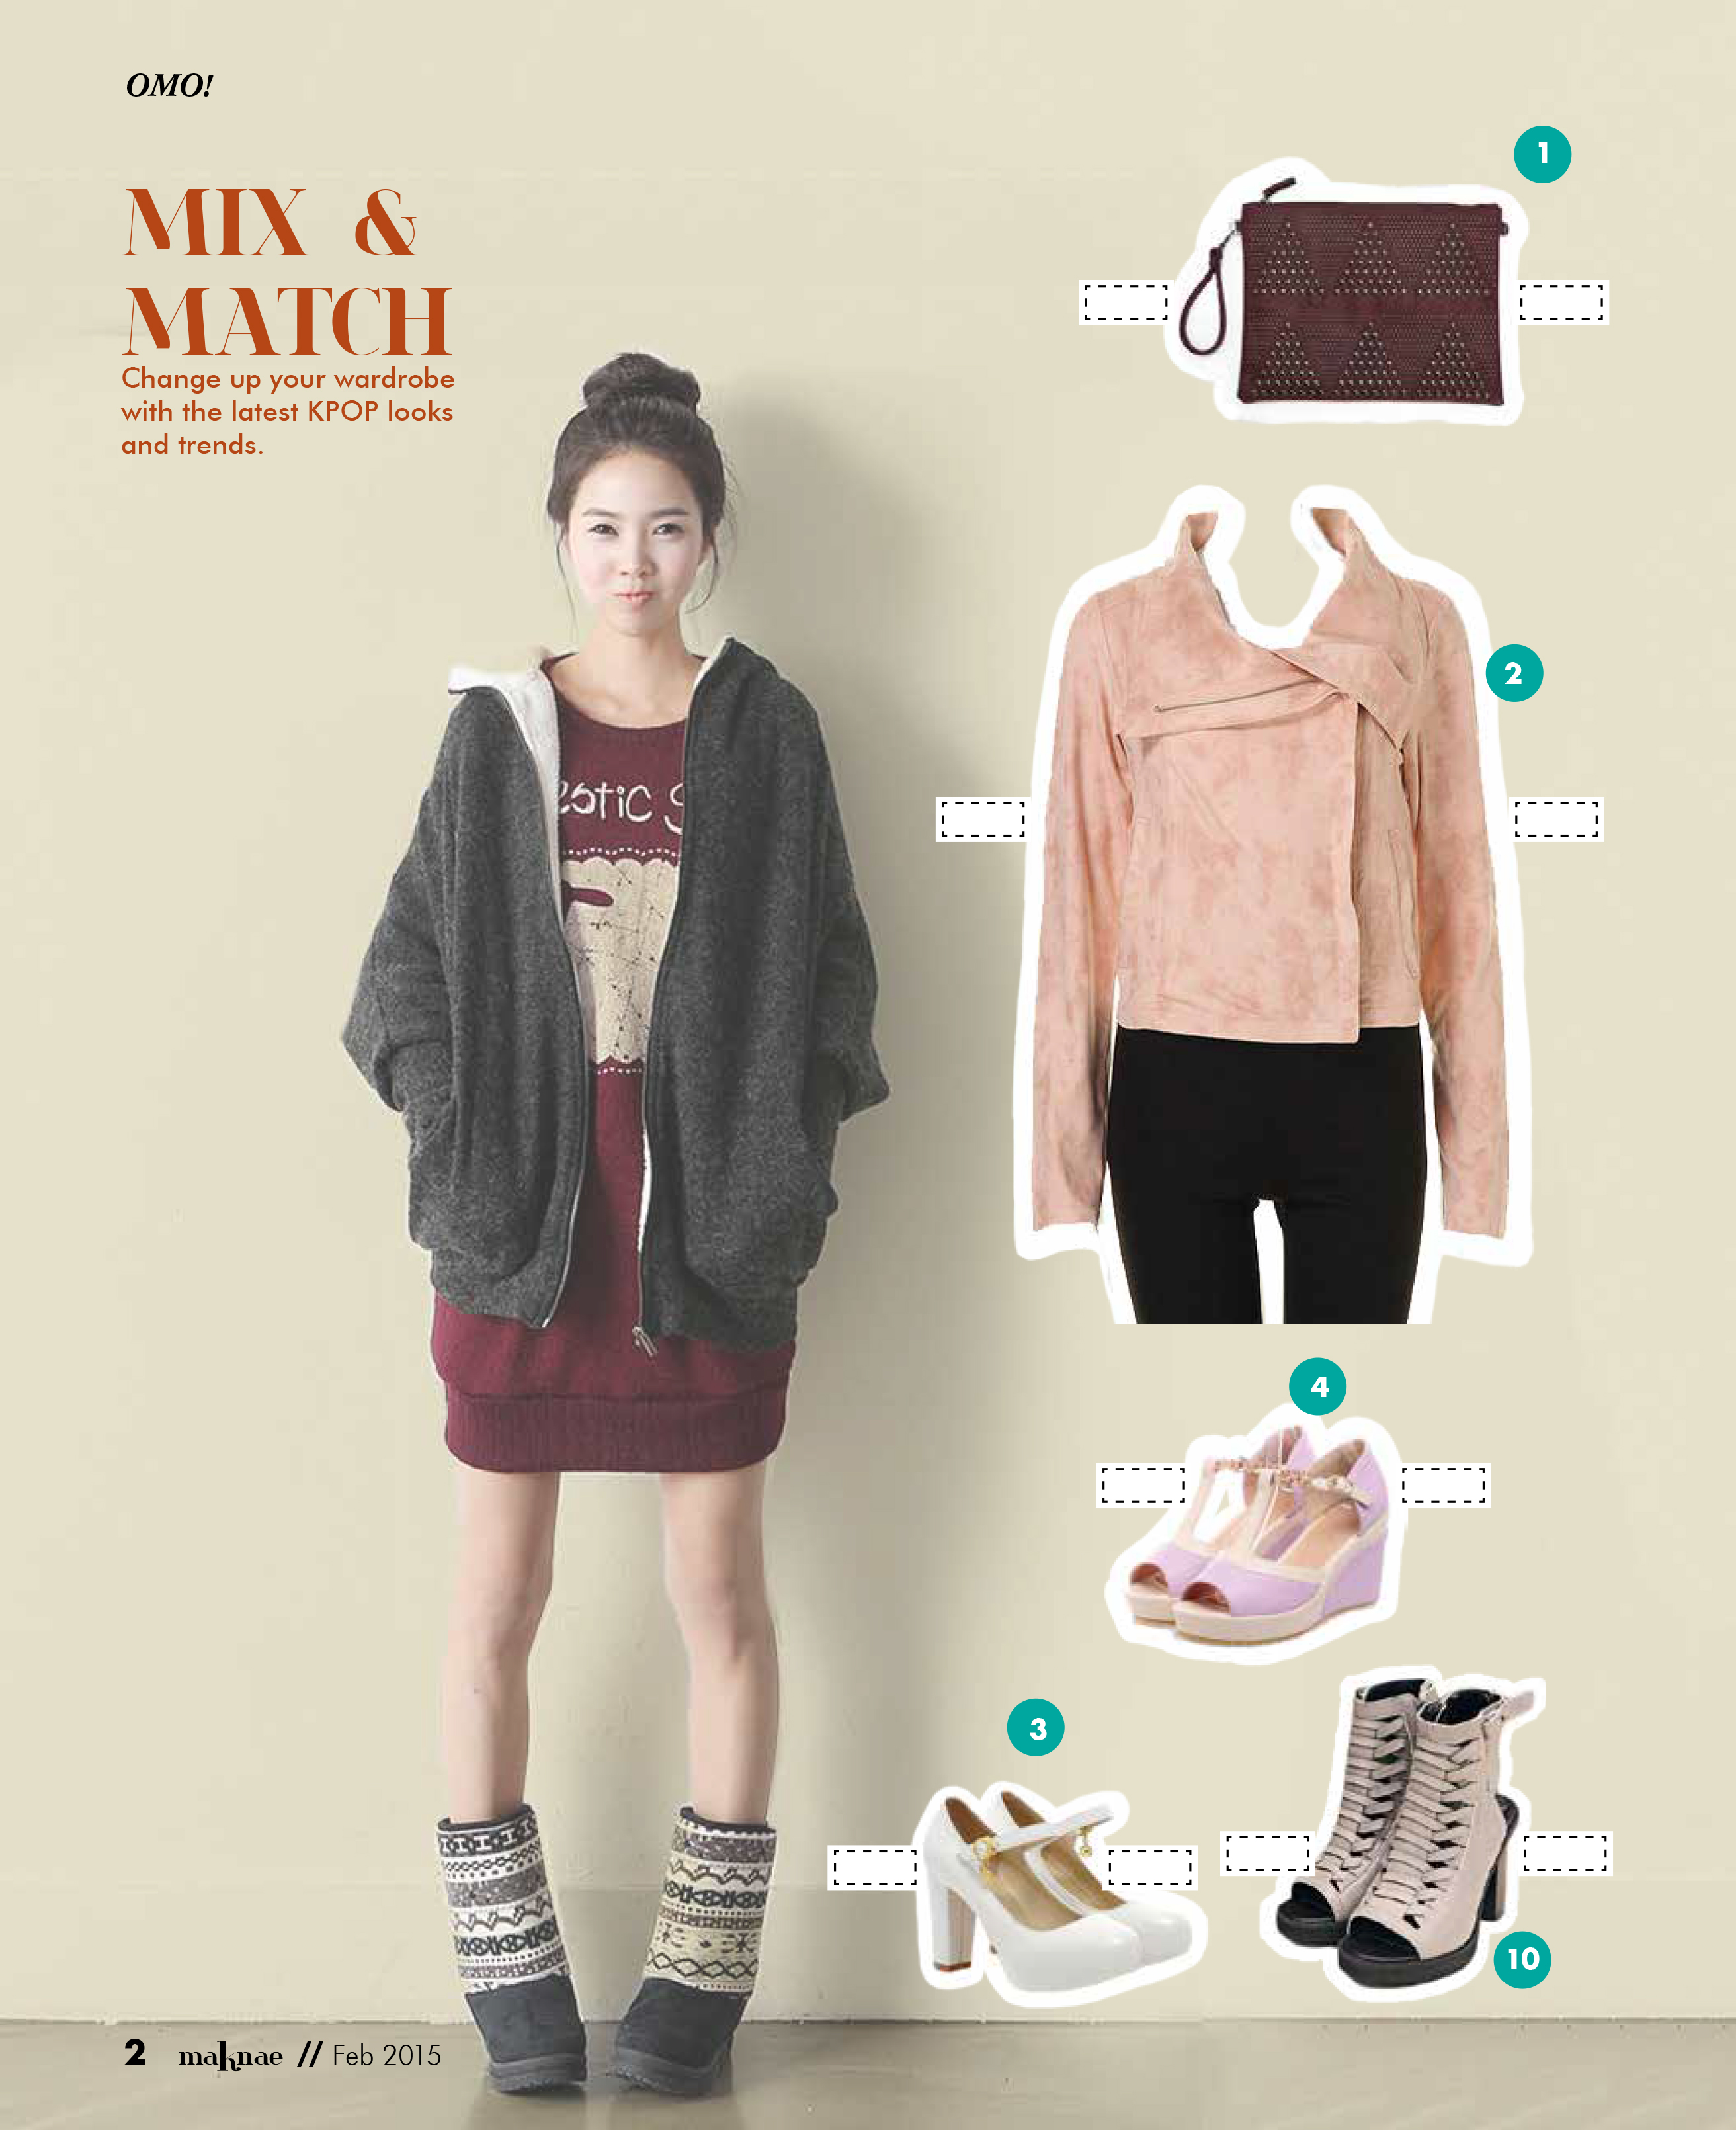 OMO!
MIX &
MATCH
Change up your wardrobe
with the latest KPOP looks
and trends.
1
2
4
3
10
2 maknae // Feb 2015